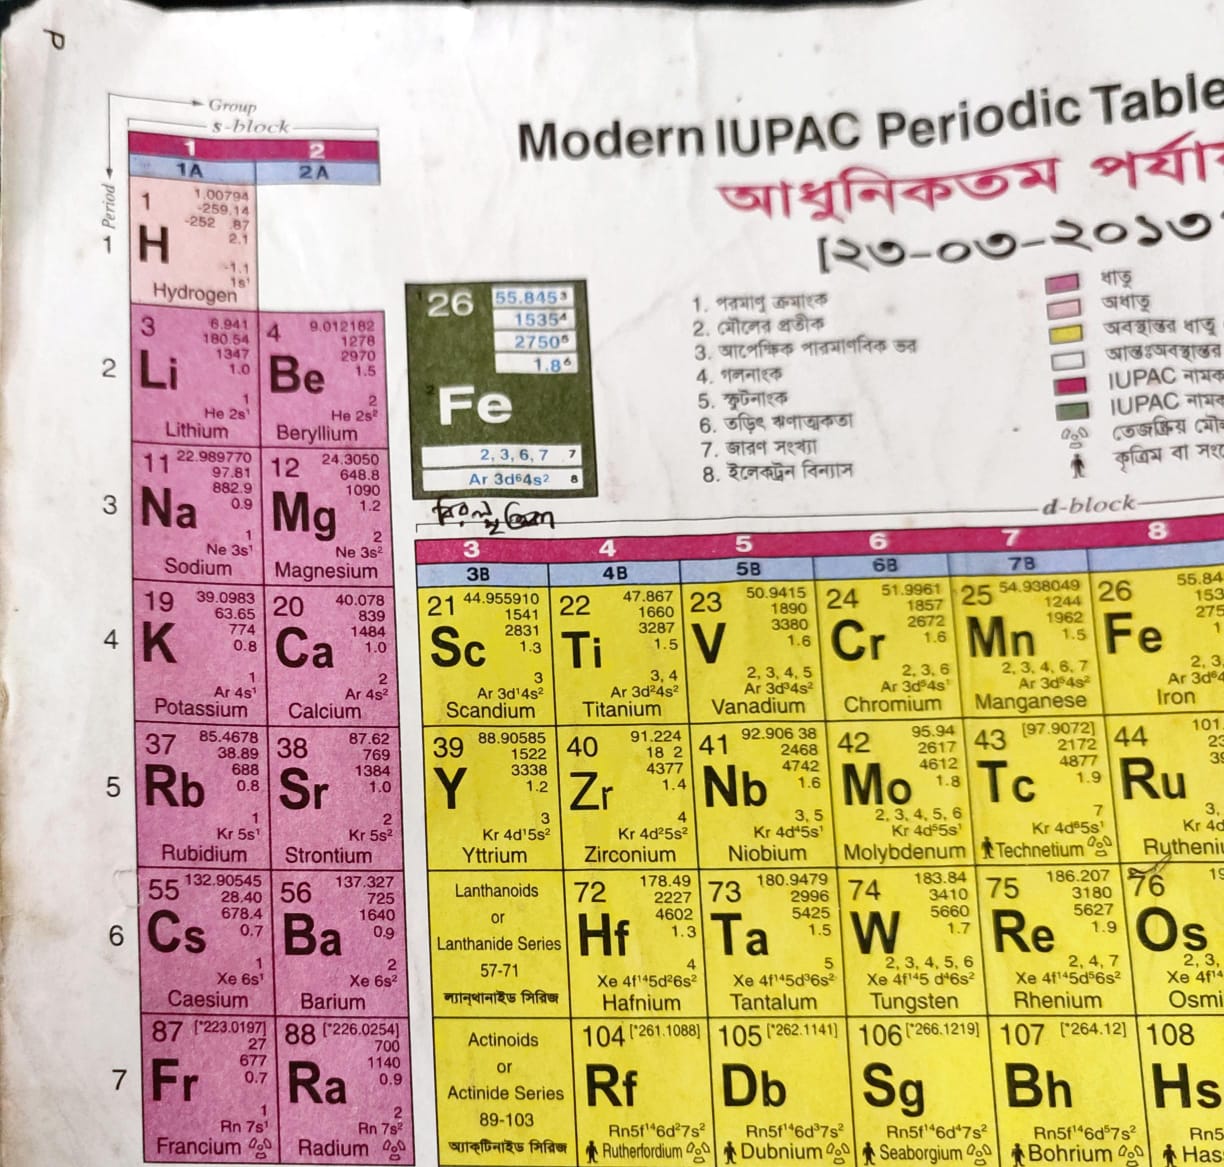 Group
s-block
1 2
1A 2A
Period
Modern IUPAC Periodic Table
আধুনিকতম
[২৩-০৩-২০১৩
1 1.00794
-259.14
-252 .87
2.1
1 H
-1.1
1s¹
Hydrogen
26 55.845³
1535⁴
2750⁵
1.8⁶
2 Fe
2, 3, 6, 7 7
Ar 3d⁶4s² 8
1. পরমাণু ক্রমাংক
2. মৌলের প্রতীক
3. আপেক্ষিক পারমাণবিক ভর
4. গলনাংক
5. স্ফুটনাংক
6. তড়িৎ ঋণাত্মকতা
7. জারণ সংখ্যা
8. ইলেকট্রন বিন্যাস
ধাতু
অধাতু
অবস্থান্তর ধাতু
আন্তঃঅবস্থান্তর
IUPAC
IUPAC
তেজস্ক্রিয়
কৃত্রিম বা
3 6.941 4 9.012182
180.54 1278
1347 2970
2 Li 1.0 Be 1.5
1 2
He 2s¹ He 2s²
Lithium Beryllium
11 22.989770 12 24.3050
97.81 648.8
882.9 1090
3 Na 0.9 Mg 1.2
1 2
Ne 3s¹ Ne 3s²
Sodium Magnesium
d-block
3 4 5 6 7 8
3B 4B 5B 6B 7B
19 39.0983 20 40.078 21 44.955910 22 47.867 23 50.9415 24 51.9961 25 54.938049 26
63.65 839 1541 1660 1890 1857 1244
774 1484 2831 3287 3380 2672 1962
4 K 0.8 Ca 1.0 Sc 1.3 Ti 1.5 V 1.6 Cr 1.6 Mn 1.5 Fe
1 2 3 3, 4 2, 3, 4, 5 2, 3, 6 2, 3, 4, 6, 7
Ar 4s¹ Ar 4s² Ar 3d¹4s² Ar 3d²4s² Ar 3d³4s² Ar 3d⁵4s¹ Ar 3d⁵4s²
Potassium Calcium Scandium Titanium Vanadium Chromium Manganese Iron
37 85.4678 38 87.62 39 88.90585 40 91.224 41 92.906 38 42 95.94 43 [97.9072] 44
38.89 769 1522 18 2 2468 2617 2172
688 1384 3338 4377 4742 4612 4877
5 Rb 0.8 Sr 1.0 Y 1.2 Zr 1.4 Nb 1.6 Mo 1.8 Tc 1.9 Ru
1 2 3 4 3, 5 2, 3, 4, 5, 6 7
Kr 5s¹ Kr 5s² Kr 4d¹5s² Kr 4d²5s² Kr 4d⁴5s¹ Kr 4d⁵5s¹ Kr 4d⁶5s¹
Rubidium Strontium Yttrium Zirconium Niobium Molybdenum Technetium
55 132.90545 56 137.327 Lanthanoids 72 178.49 73 180.9479 74 183.84 75 186.207 76
28.40 725 or 2227 2996 3410 3180
678.4 1640 Lanthanide Series 4602 5425 5660 5627
6 Cs 0.7 Ba 0.9 57-71 Hf 1.3 Ta 1.5 W 1.7 Re 1.9 Os
1 2 ল্যান্থানাইড সিরিজ 4 5 2, 3, 4, 5, 6 2, 4, 7
Xe 6s¹ Xe 6s² Xe 4f¹⁴5d²6s² Xe 4f¹⁴5d³6s² Xe 4f¹⁴5 d⁴6s² Xe 4f¹⁴5d⁵6s²
Caesium Barium Hafnium Tantalum Tungsten Rhenium
87 [*223.0197] 88 [*226.0254] Actinoids 104 [*261.1088] 105 [*262.1141] 106 [*266.1219] 107 [*264.12] 108
27 700 or
677 1140 Actinide Series
7 Fr 0.7 Ra 0.9 89-103 Rf Db Sg Bh Hs
1 2 অ্যাকটিনাইড সিরিজ
Rn 7s¹ Rn 7s² Rn5f¹⁴6d²7s² Rn5f¹⁴6d³7s² Rn5f¹⁴6d⁴7s² Rn5f¹⁴6d⁵7s²
Francium Radium Rutherfordium Dubnium Seaborgium Bohrium